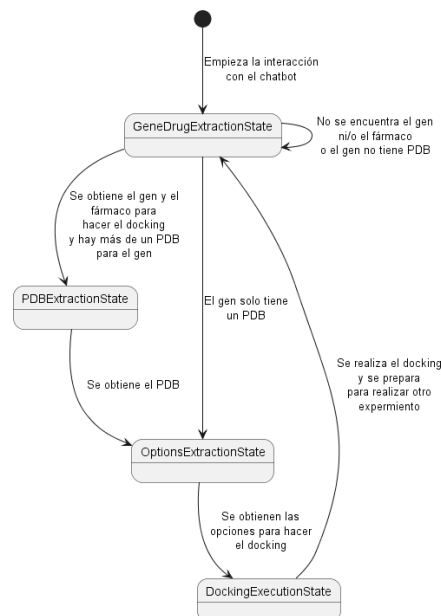 Empieza la interacción
con el chatbot
GeneDrugExtractionState
No se encuentra el gen
ni/o el fármaco
o el gen no tiene PDB
Se obtiene el gen y el
fármaco para
hacer el docking
y hay más de un PDB
para el gen
PDBExtractionState
El gen solo tiene
un PDB
Se realiza el docking
y se prepara
para realizar otro
expermiento
Se obtiene el PDB
OptionsExtractionState
Se obtienen las
opciones para hacer
el docking
DockingExecutionState